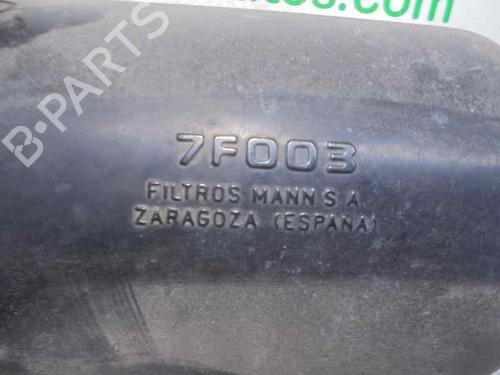 7F003
FILTROS MANN S A.
ZARAGOZA (ESPAÑA)
B-PARTS